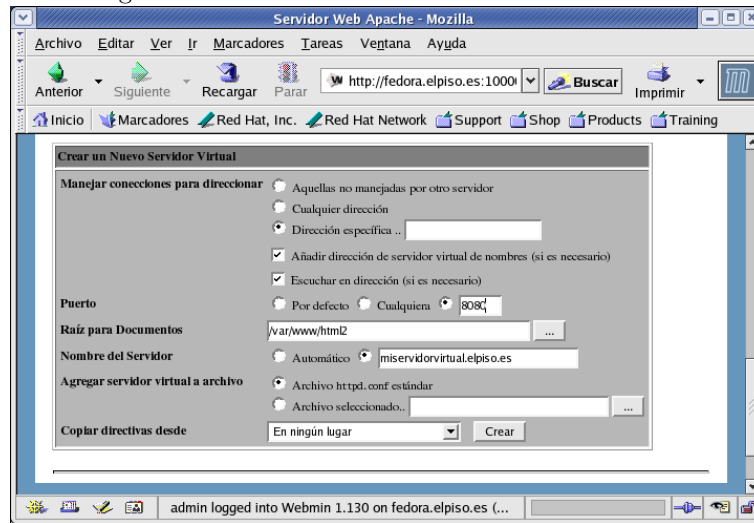 Servidor Web Apache - Mozilla
Archivo Editar Ver Ir Marcadores Tareas Ventana Ayuda
Anterior Siguiente Recargar Parar http://fedora.elpiso.es:1000 Buscar Imprimir
Inicio Marcadores Red Hat, Inc. Red Hat Network Support Shop Products Training
Crear un Nuevo Servidor Virtual
Manejar conecciones para direccionar Aquellas no manejadas por otro servidor
Cualquier dirección
Dirección específica ..
Añadir dirección de servidor virtual de nombres (si es necesario)
Escuchar en dirección (si es necesario)
Puerto Por defecto Cualquiera 8080
Raíz para Documentos /var/www/html2 ...
Nombre del Servidor Automático miservidorvirtual.elpiso.es
Agregar servidor virtual a archivo Archivo httpd.conf estándar
Archivo seleccionado.. ...
Copiar directivas desde En ningún lugar Crear
admin logged into Webmin 1.130 on fedora.elpiso.es (...